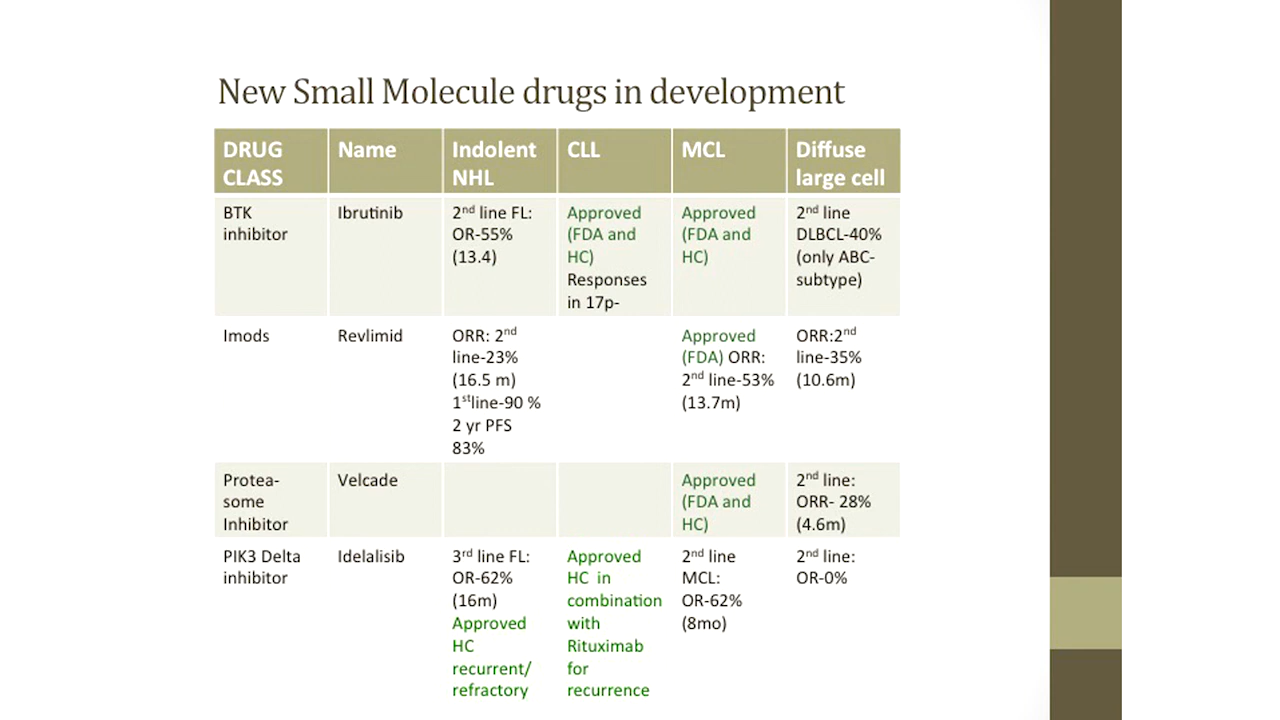 New Small Molecule drugs in development
DRUG CLASS
Name
Indolent NHL
CLL
MCL
Diffuse large cell
BTK inhibitor
Ibrutinib
2nd line FL:
OR-55%
(13.4)
Approved
(FDA and
HC)
Responses
in 17p-
Approved
(FDA and
HC)
2nd line
DLBCL-40%
(only ABC-
subtype)
Imods
Revlimid
ORR: 2nd
line-23%
(16.5 m)
1stline-90 %
2 yr PFS
83%
Approved
(FDA) ORR:
2nd line-53%
(13.7m)
ORR:2nd
line-35%
(10.6m)
Protea-
some
Inhibitor
Velcade
Approved
(FDA and
HC)
2nd line:
ORR- 28%
(4.6m)
PIK3 Delta
inhibitor
Idelalisib
3rd line FL:
OR-62%
(16m)
Approved
HC
recurrent/
refractory
Approved
HC in
combination
with
Rituximab
for
recurrence
2nd line
MCL:
OR-62%
(8mo)
2nd line:
OR-0%